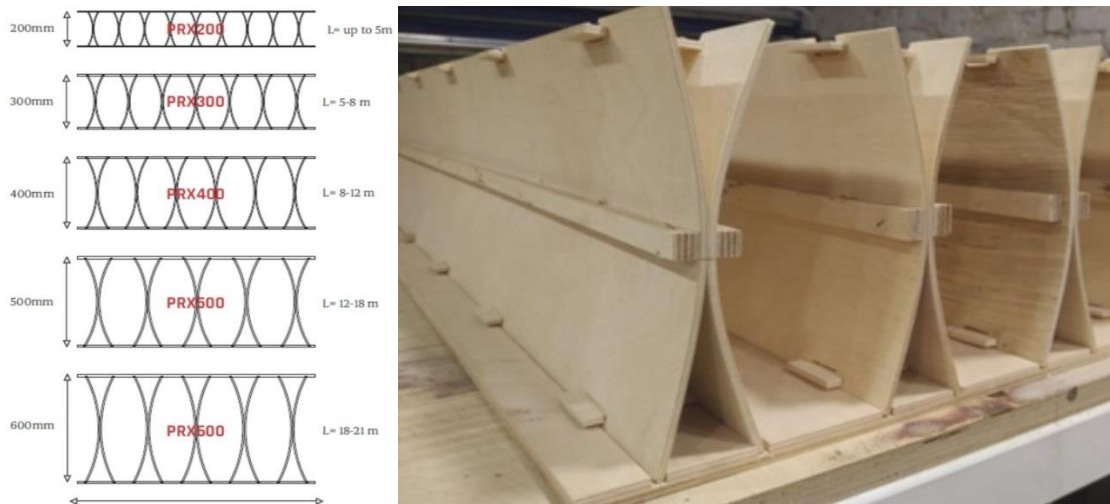 200mm PRX200 L= up to 5m
300mm PRX300 L= 5-8 m
400mm PRX400 L= 8-12 m
500mm PRX500 L= 12-18 m
600mm PRX600 L= 18-21 m